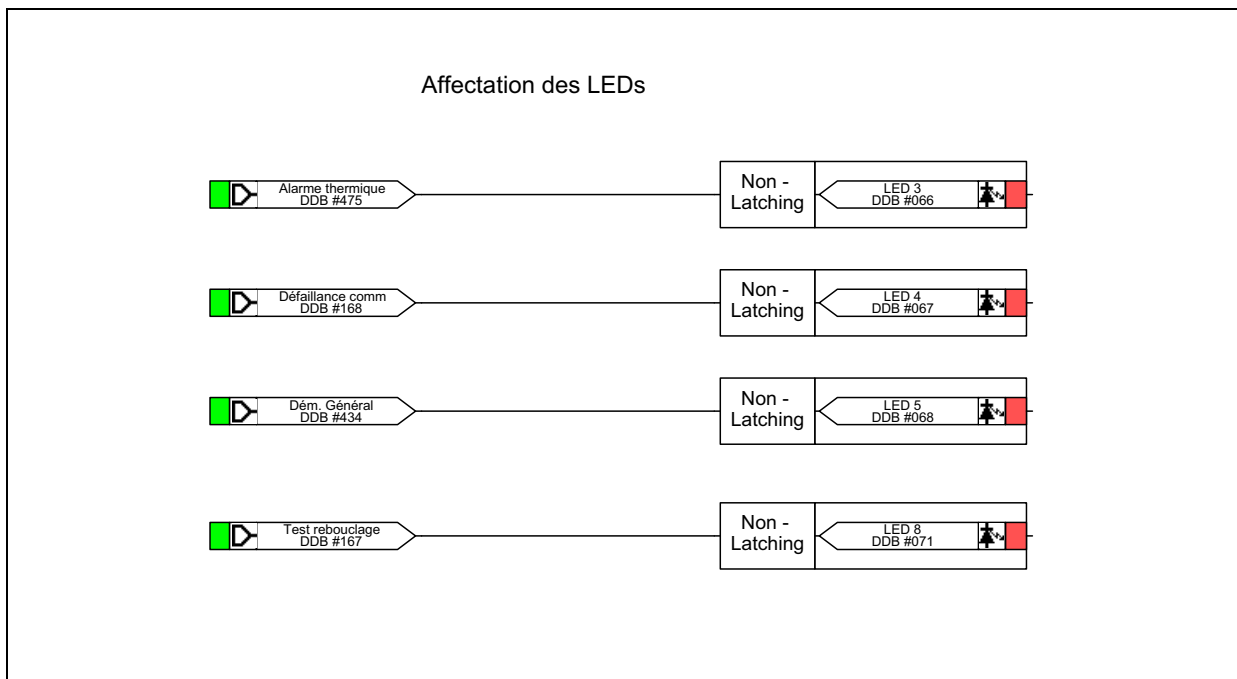 Affectation des LEDs
Alarme thermique
DDB #475
Non -
Latching
LED 3
DDB #066
Défaillance comm
DDB #168
Non -
Latching
LED 4
DDB #067
Dém. Général
DDB #434
Non -
Latching
LED 5
DDB #068
Test rebouclage
DDB #167
Non -
Latching
LED 8
DDB #071